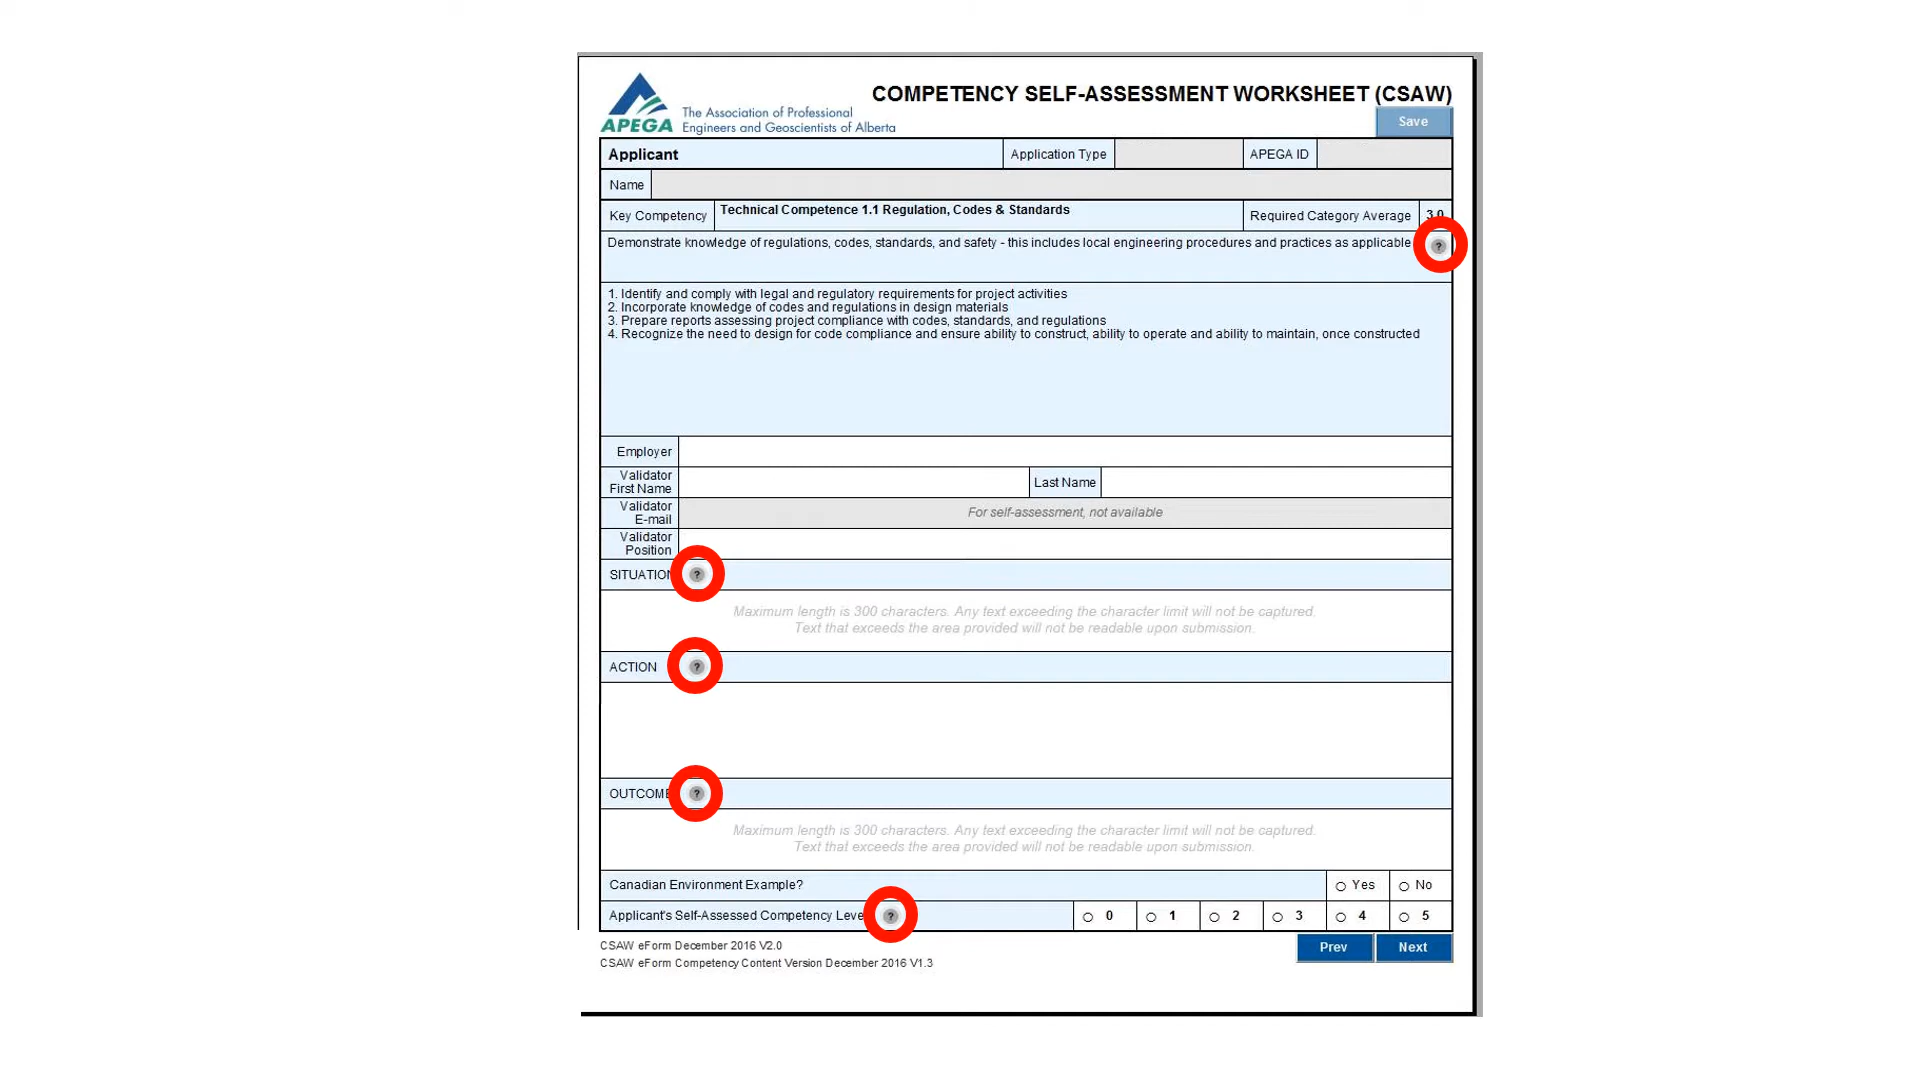 COMPETENCY SELF-ASSESSMENT WORKSHEET (CSAW)
APEGA
The Association of Professional
Engineers and Geoscientists of Alberta
Save
Applicant
Application Type
APEGA ID
Name
Key Competency
Technical Competence 1.1 Regulation, Codes & Standards
Required Category Average
3.0
Demonstrate knowledge of regulations, codes, standards, and safety - this includes local engineering procedures and practices as applicable
?
1. Identify and comply with legal and regulatory requirements for project activities
2. Incorporate knowledge of codes and regulations in design materials
3. Prepare reports assessing project compliance with codes, standards, and regulations
4. Recognize the need to design for code compliance and ensure ability to construct, ability to operate and ability to maintain, once constructed
Employer
Validator
First Name
Last Name
Validator
E-mail
For self-assessment, not available
Validator
Position
SITUATION ?
Maximum length is 300 characters. Any text exceeding the character limit will not be captured.
Text that exceeds the area provided will not be readable upon submission.
ACTION ?
OUTCOME ?
Maximum length is 300 characters. Any text exceeding the character limit will not be captured.
Text that exceeds the area provided will not be readable upon submission.
Canadian Environment Example?
Yes
No
Applicant's Self-Assessed Competency Level ?
0 1 2 3 4 5
CSAW eForm December 2016 V2.0
Prev
Next
CSAW eForm Competency Content Version December 2016 V1.3